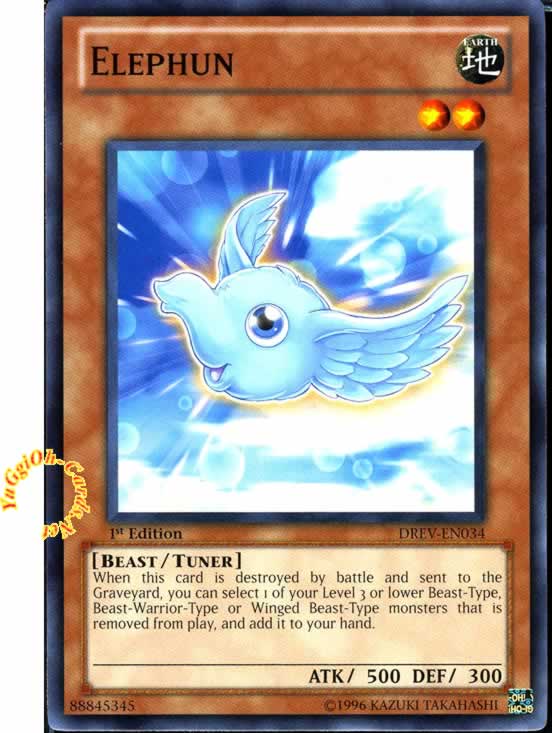 ELEPHUN
EARTH
地
1st Edition
DREV-EN034
[BEAST / TUNER]
When this card is destroyed by battle and sent to the
Graveyard, you can select 1 of your Level 3 or lower Beast-Type,
Beast-Warrior-Type or Winged Beast-Type monsters that is
removed from play, and add it to your hand.
ATK/ 500 DEF/ 300
88845345
©1996 KAZUKI TAKAHASHI
YuGgiOh-Cards.Net